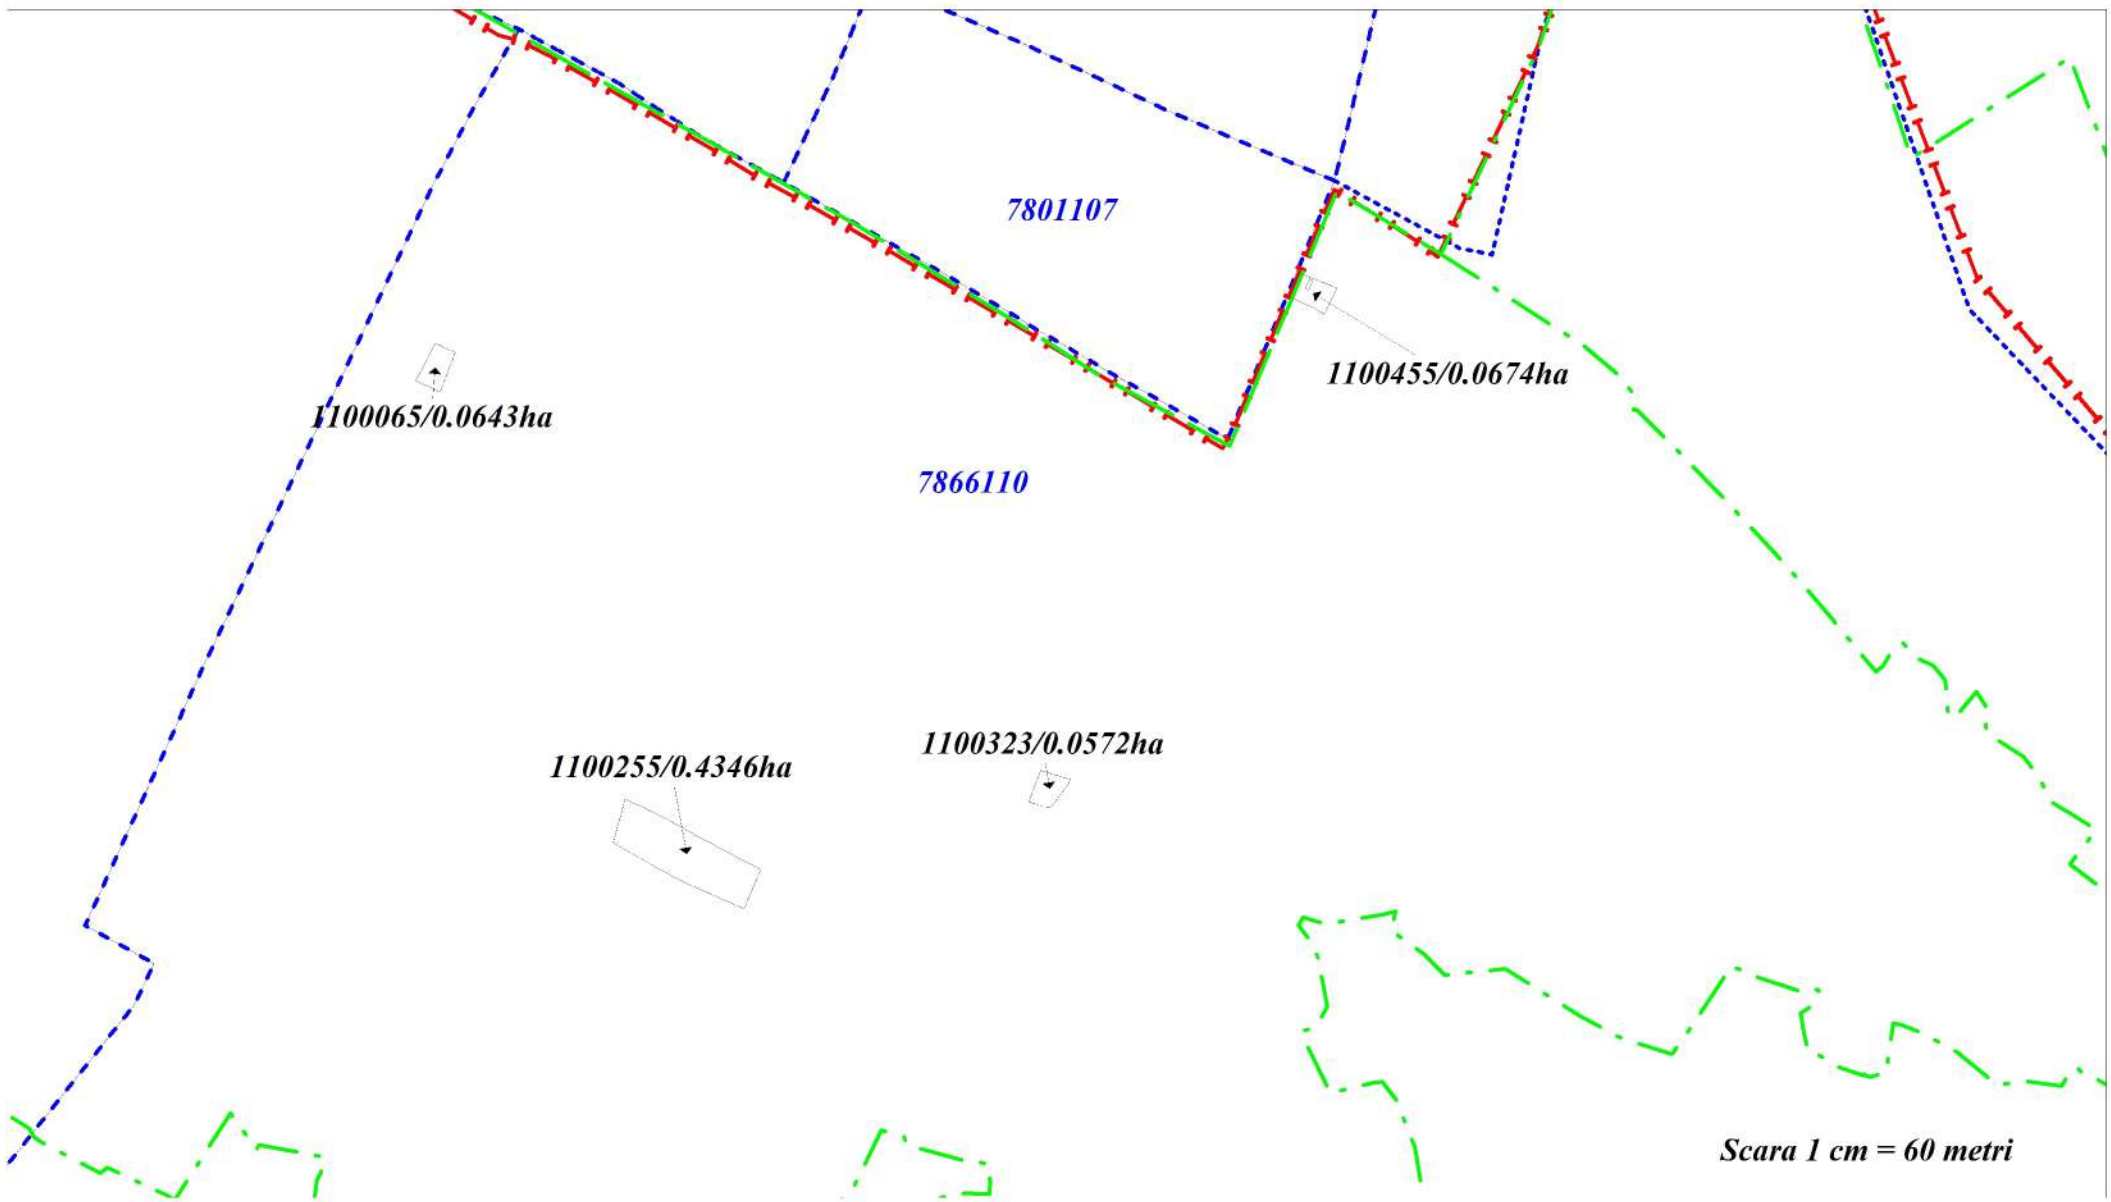 7801107
1100455/0.0674ha
1100065/0.0643ha
7866110
1100323/0.0572ha
1100255/0.4346ha
Scara 1 cm = 60 metri